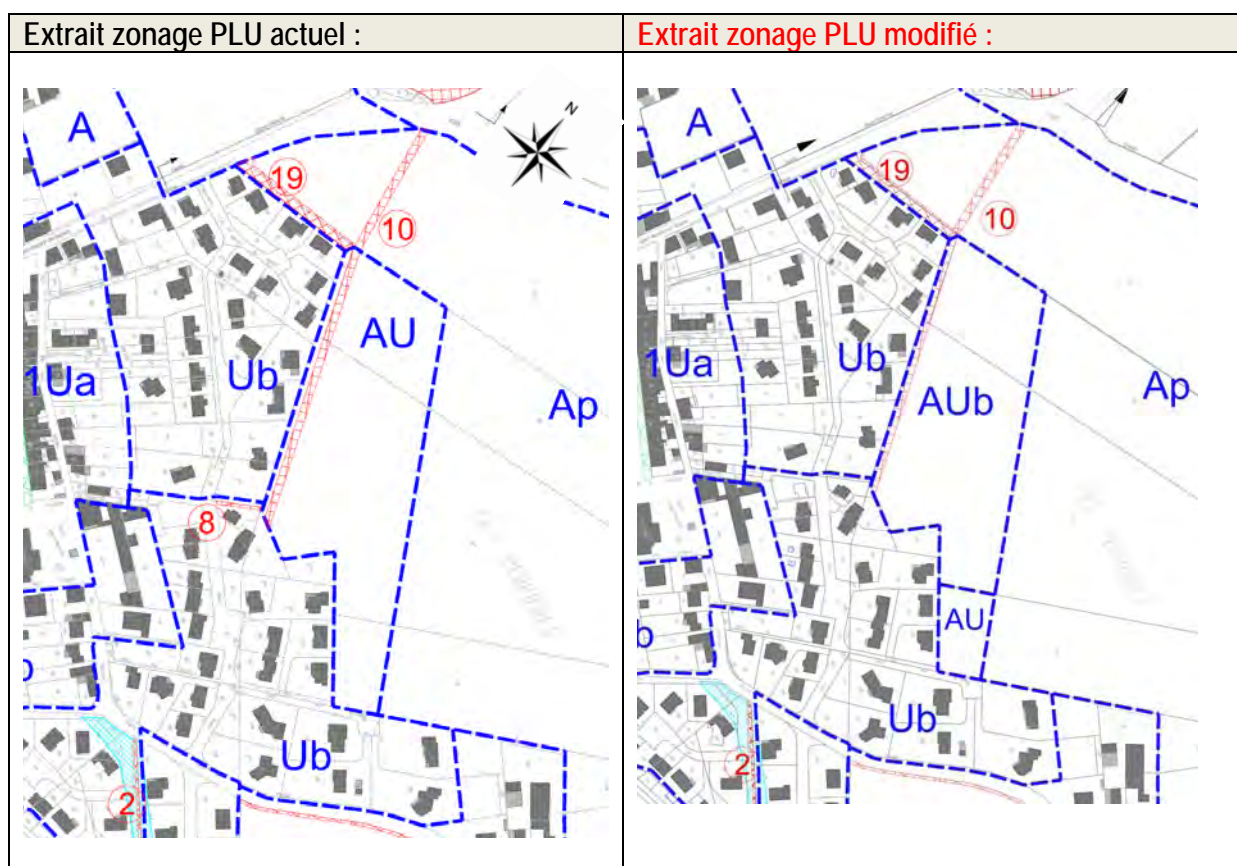 Extrait zonage PLU actuel :
Extrait zonage PLU modifié :
A
N
19
10
AU
1Ua
Ub
Ap
8
Ub
2
A
19
10
1Ua
Ub
AUb
Ap
AU
b
Ub
2